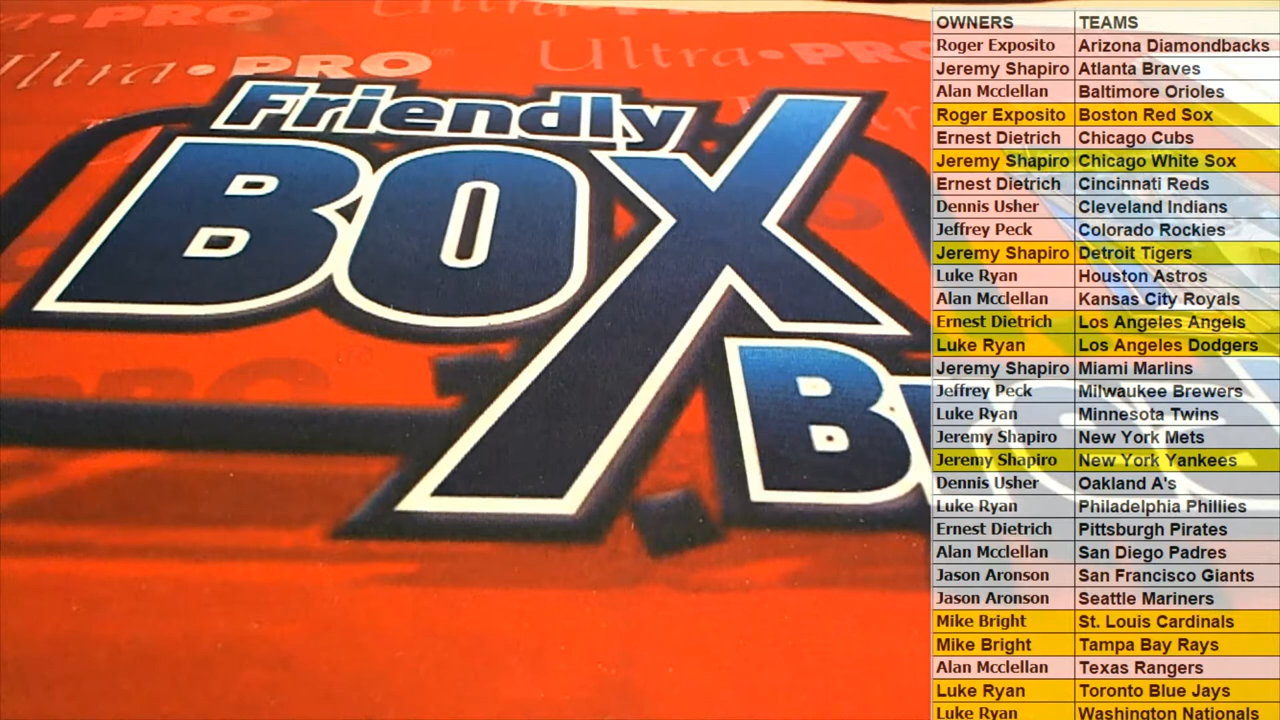 Ultra•PRO® Ultra•PRO
Friendly
BOX
B
OWNERS TEAMS
Roger Exposito Arizona Diamondbacks
Jeremy Shapiro Atlanta Braves
Alan Mcclellan Baltimore Orioles
Roger Exposito Boston Red Sox
Ernest Dietrich Chicago Cubs
Jeremy Shapiro Chicago White Sox
Ernest Dietrich Cincinnati Reds
Dennis Usher Cleveland Indians
Jeffrey Peck Colorado Rockies
Jeremy Shapiro Detroit Tigers
Luke Ryan Houston Astros
Alan Mcclellan Kansas City Royals
Ernest Dietrich Los Angeles Angels
Luke Ryan Los Angeles Dodgers
Jeremy Shapiro Miami Marlins
Jeffrey Peck Milwaukee Brewers
Luke Ryan Minnesota Twins
Jeremy Shapiro New York Mets
Jeremy Shapiro New York Yankees
Dennis Usher Oakland A's
Luke Ryan Philadelphia Phillies
Ernest Dietrich Pittsburgh Pirates
Alan Mcclellan San Diego Padres
Jason Aronson San Francisco Giants
Jason Aronson Seattle Mariners
Mike Bright St. Louis Cardinals
Mike Bright Tampa Bay Rays
Alan Mcclellan Texas Rangers
Luke Ryan Toronto Blue Jays
Luke Ryan Washington Nationals